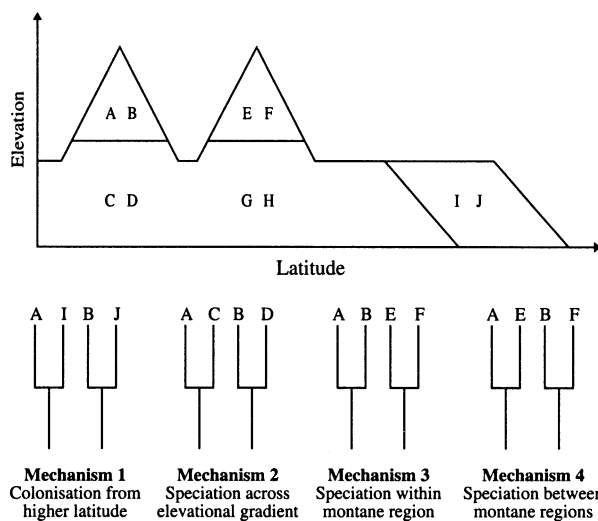 Elevation
A B
E F
C D
G H
I J
Latitude
A I B J
A C B D
A B E F
A E B F
Mechanism 1
Colonisation from
higher latitude
Mechanism 2
Speciation across
elevational gradient
Mechanism 3
Speciation within
montane region
Mechanism 4
Speciation between
montane regions